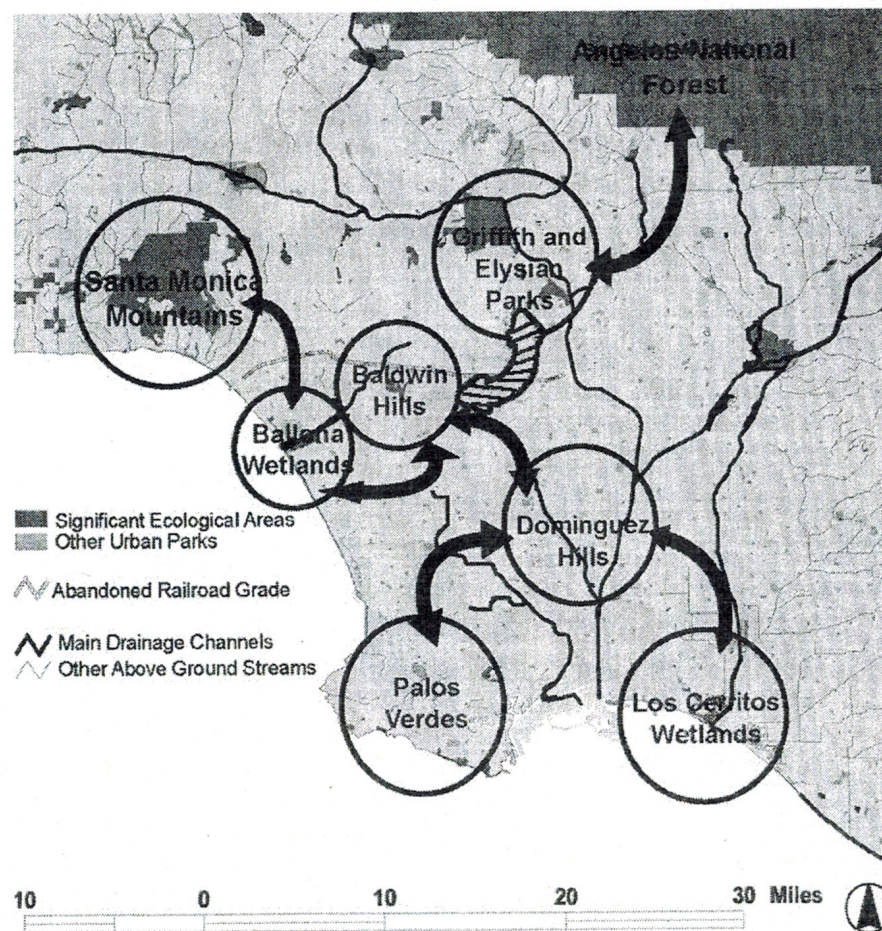 Angeles National
Forest
Griffith and
Elysian
Parks
Santa Monica
Mountains
Baldwin
Hills
Ballona
Wetlands
Significant Ecological Areas
Other Urban Parks
Dominguez
Hills
Abandoned Railroad Grade
Main Drainage Channels
Other Above Ground Streams
Palos
Verdes
Los Cerritos
Wetlands
10 0 10 20 30 Miles